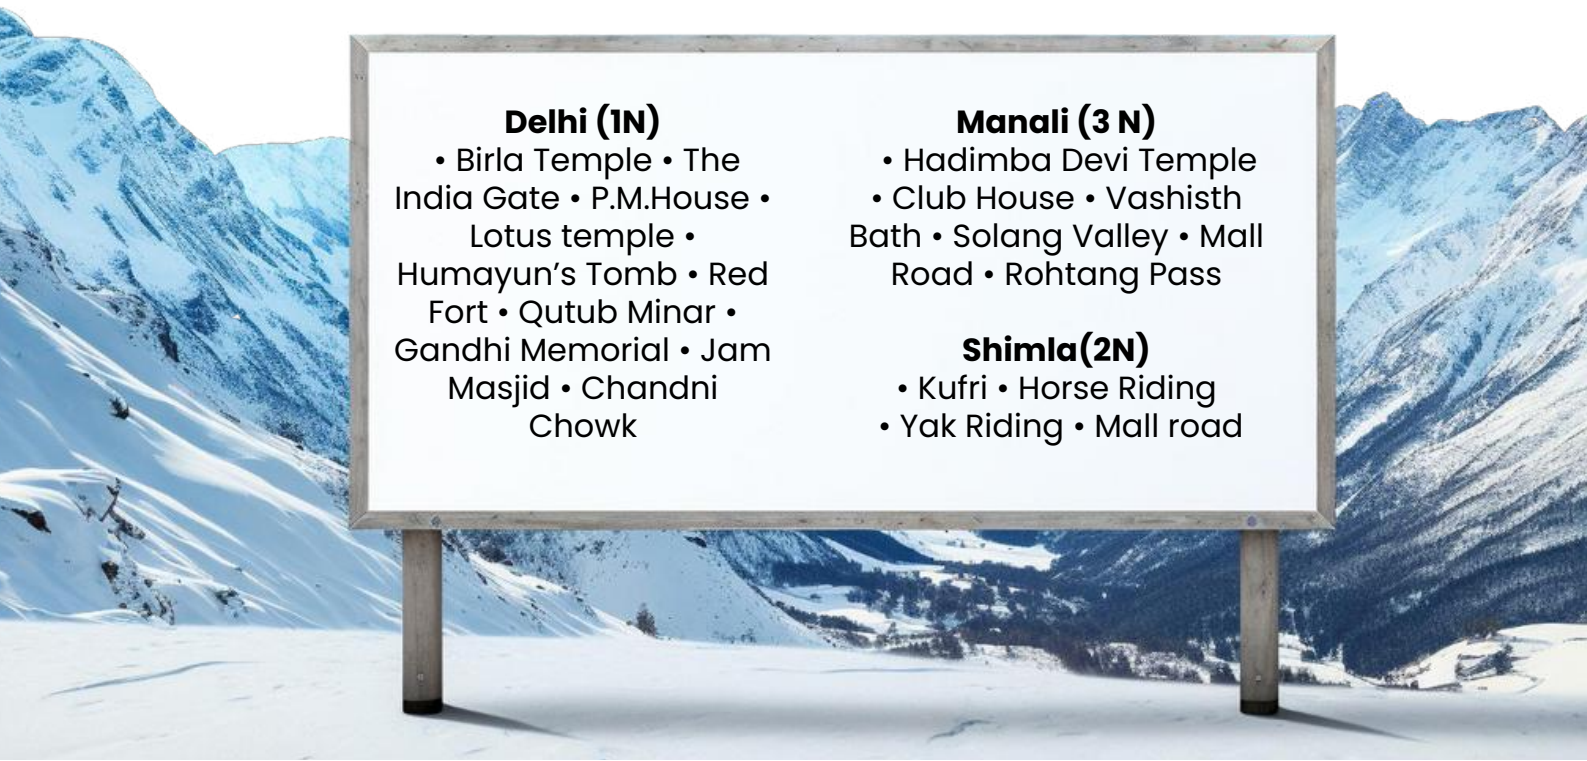 Delhi (1N)
• Birla Temple • The
India Gate • P.M.House •
Lotus temple •
Humayun’s Tomb • Red
Fort • Qutub Minar •
Gandhi Memorial • Jam
Masjid • Chandni
Chowk
Manali (3 N)
• Hadimba Devi Temple
• Club House • Vashisth
Bath • Solang Valley • Mall
Road • Rohtang Pass
Shimla(2N)
• Kufri • Horse Riding
• Yak Riding • Mall road